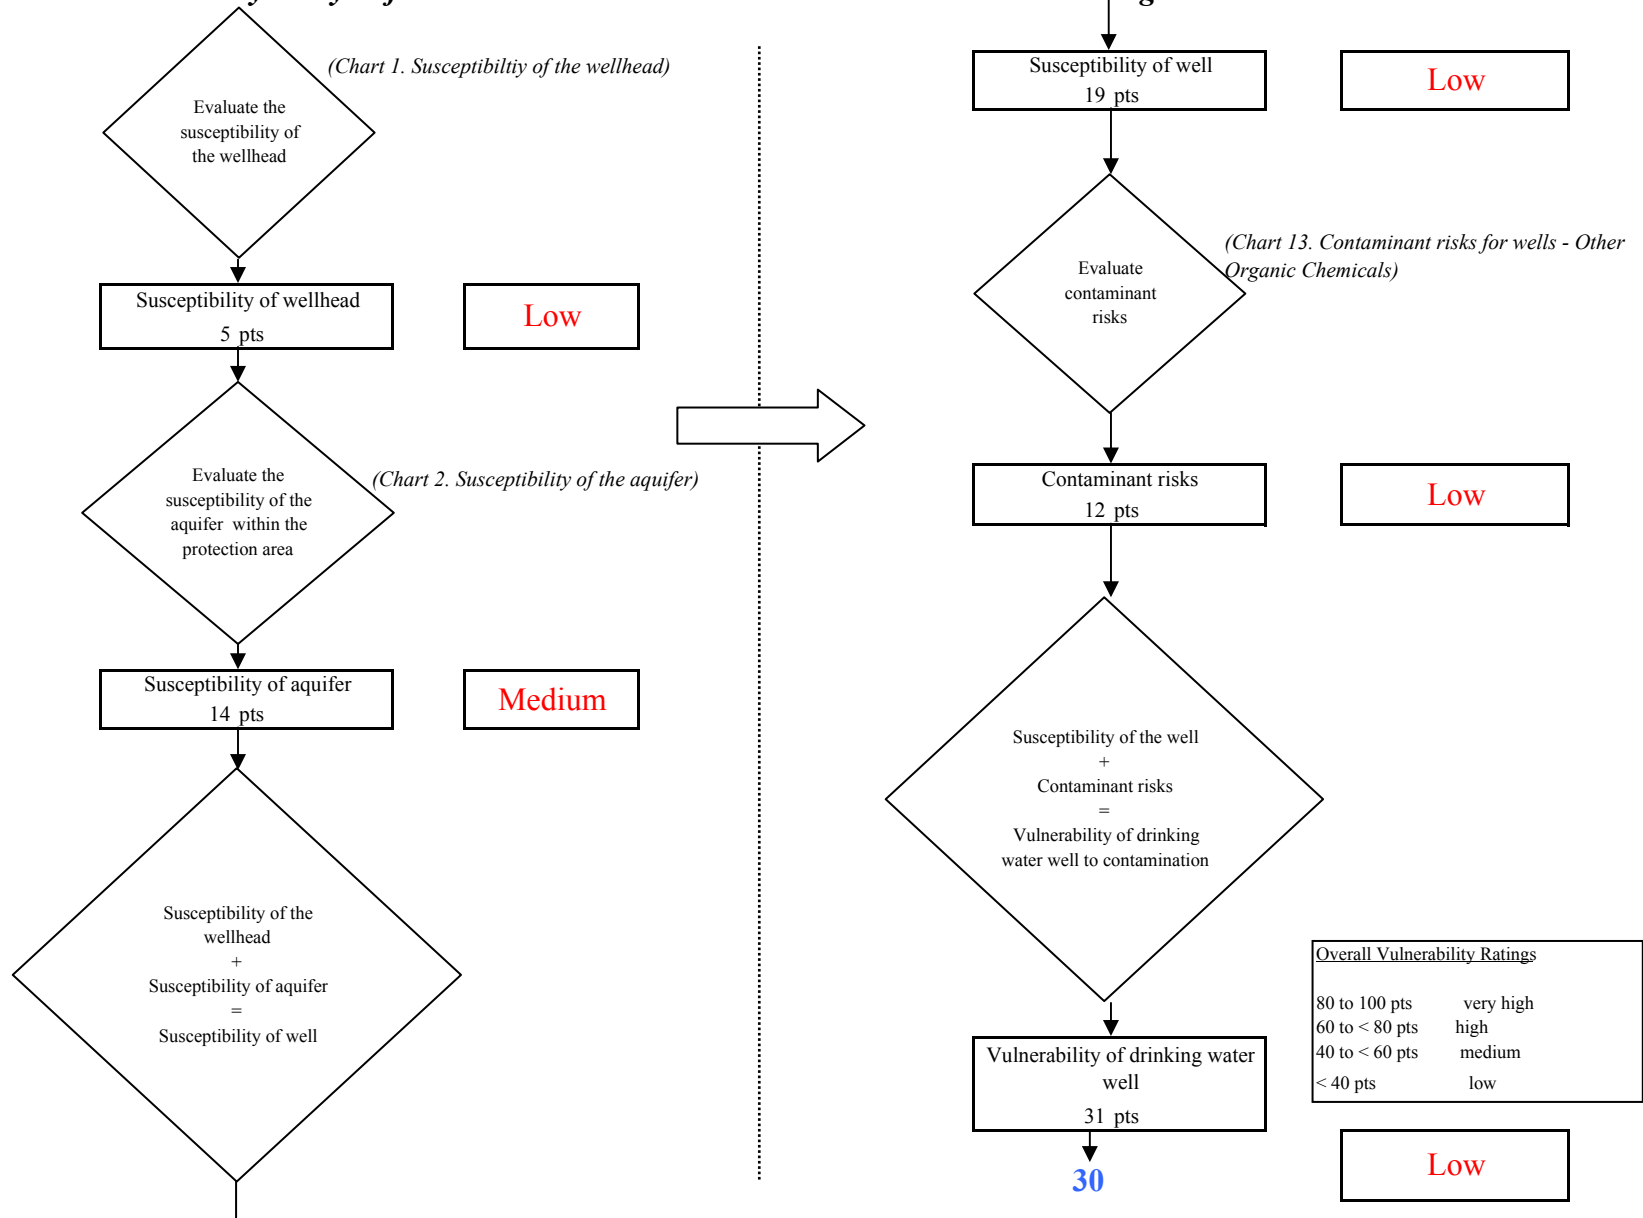 (Chart 1. Susceptibiltiy of the wellhead)
Evaluate the
susceptibility of
the wellhead
Susceptibility of wellhead
5 pts
Low
Evaluate the
susceptibility of the
aquifer within the
protection area
(Chart 2. Susceptibility of the aquifer)
Susceptibility of aquifer
14 pts
Medium
Susceptibility of the
wellhead
+
Susceptibility of aquifer
=
Susceptibility of well
Susceptibility of well
19 pts
Low
Evaluate
contaminant
risks
(Chart 13. Contaminant risks for wells - Other
Organic Chemicals)
Contaminant risks
12 pts
Low
Susceptibility of the well
+
Contaminant risks
=
Vulnerability of drinking
water well to contamination
Overall Vulnerability Ratings
80 to 100 pts very high
60 to < 80 pts high
40 to < 60 pts medium
< 40 pts low
Vulnerability of drinking water
well
31 pts
30
Low